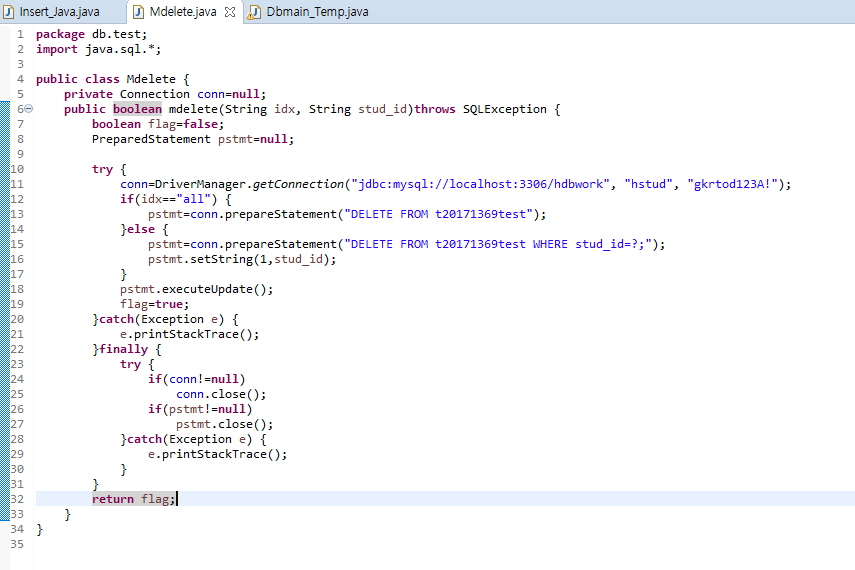 Insert_Java.java Mdelete.java Dbmain_Temp.java
1 package db.test;
2 import java.sql.*;
3
4 public class Mdelete {
5     private Connection conn=null;
6     public boolean mdelete(String idx, String stud_id)throws SQLException {
7         boolean flag=false;
8         PreparedStatement pstmt=null;
9
10         try {
11             conn=DriverManager.getConnection("jdbc:mysql://localhost:3306/hdbwork", "hstud", "gkrtod123A!");
12             if(idx=="all") {
13                 pstmt=conn.prepareStatement("DELETE FROM t20171369test");
14             }else {
15                 pstmt=conn.prepareStatement("DELETE FROM t20171369test WHERE stud_id=?;");
16                 pstmt.setString(1,stud_id);
17             }
18             pstmt.executeUpdate();
19             flag=true;
20         }catch(Exception e) {
21             e.printStackTrace();
22         }finally {
23             try {
24                 if(conn!=null)
25                     conn.close();
26                 if(pstmt!=null)
27                     pstmt.close();
28             }catch(Exception e) {
29                 e.printStackTrace();
30             }
31         }
32         return flag;
33     }
34 }
35